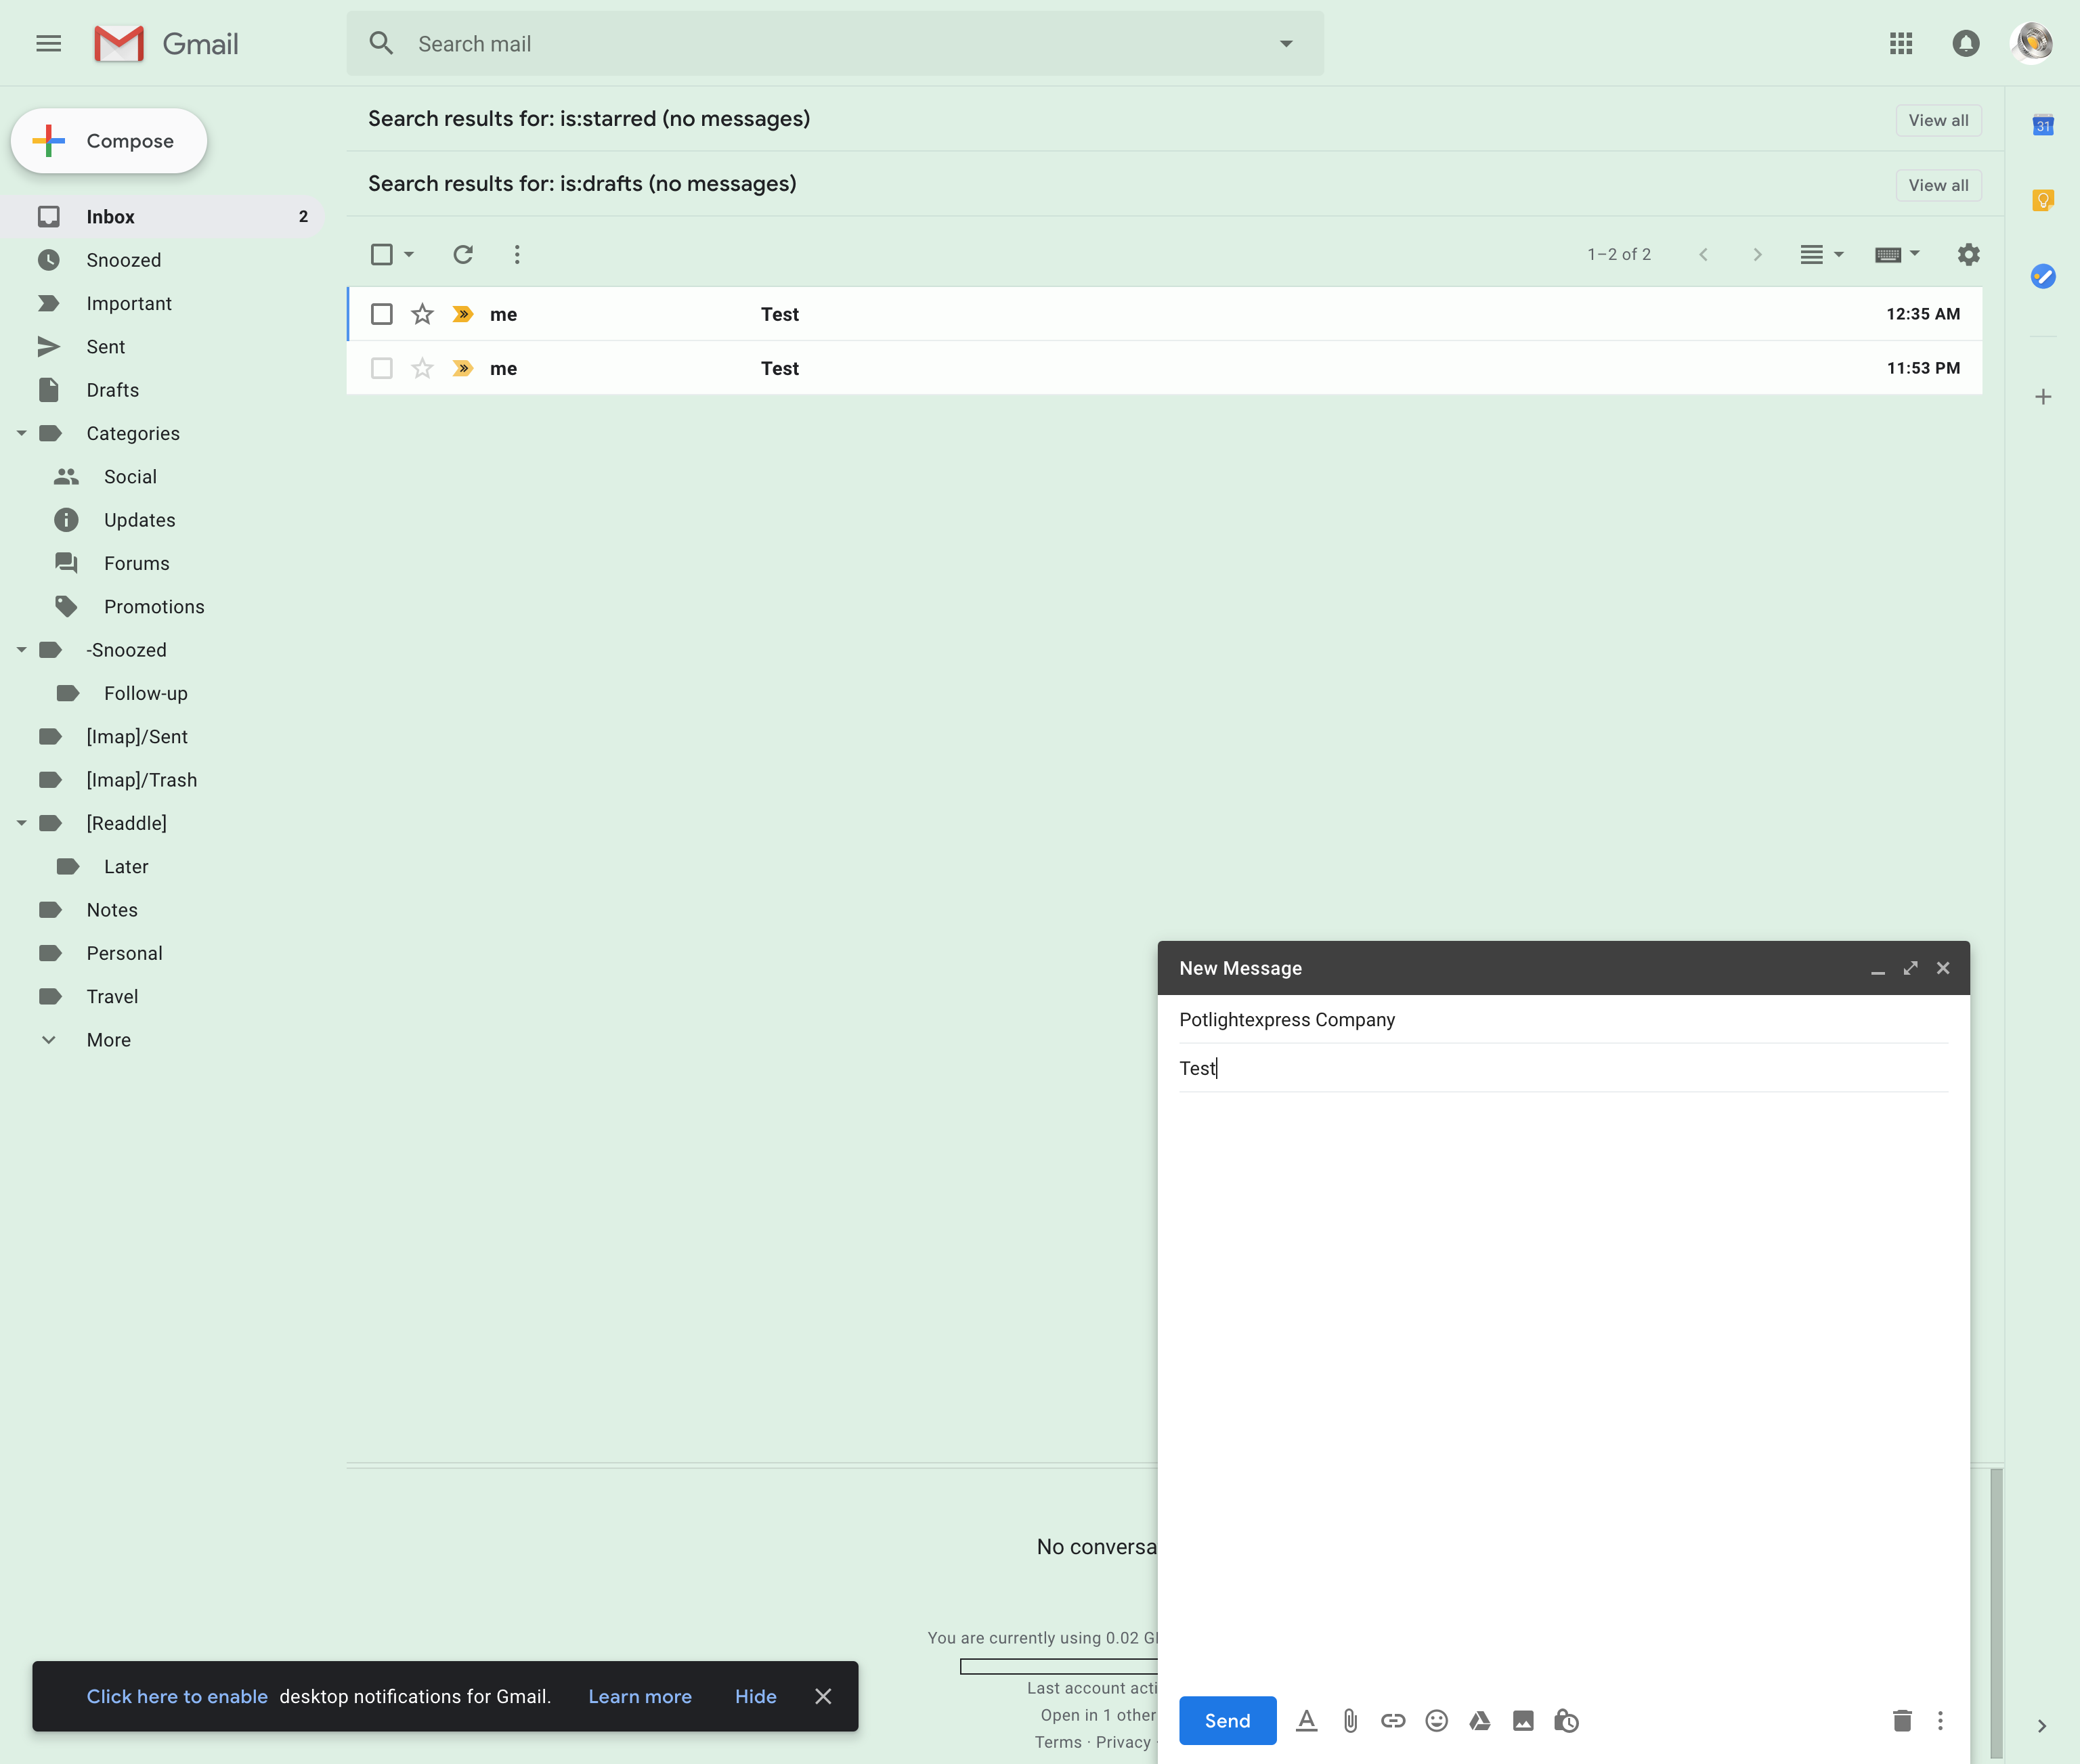 Gmail
Search mail
Compose
Search results for: is:starred (no messages)
View all
31
Search results for: is:drafts (no messages)
View all
Inbox 2
Snoozed
Important
Sent
Drafts
Categories
Social
Updates
Forums
Promotions
-Snoozed
Follow-up
[Imap]/Sent
[Imap]/Trash
[Readdle]
Later
Notes
Personal
Travel
More
1–2 of 2
me Test 12:35 AM
me Test 11:53 PM
New Message
Potlightexpress Company
Test
Send
No conversa
You are currently using 0.02 G
Last account acti
Open in 1 other
Terms · Privacy ·
Click here to enable desktop notifications for Gmail. Learn more Hide